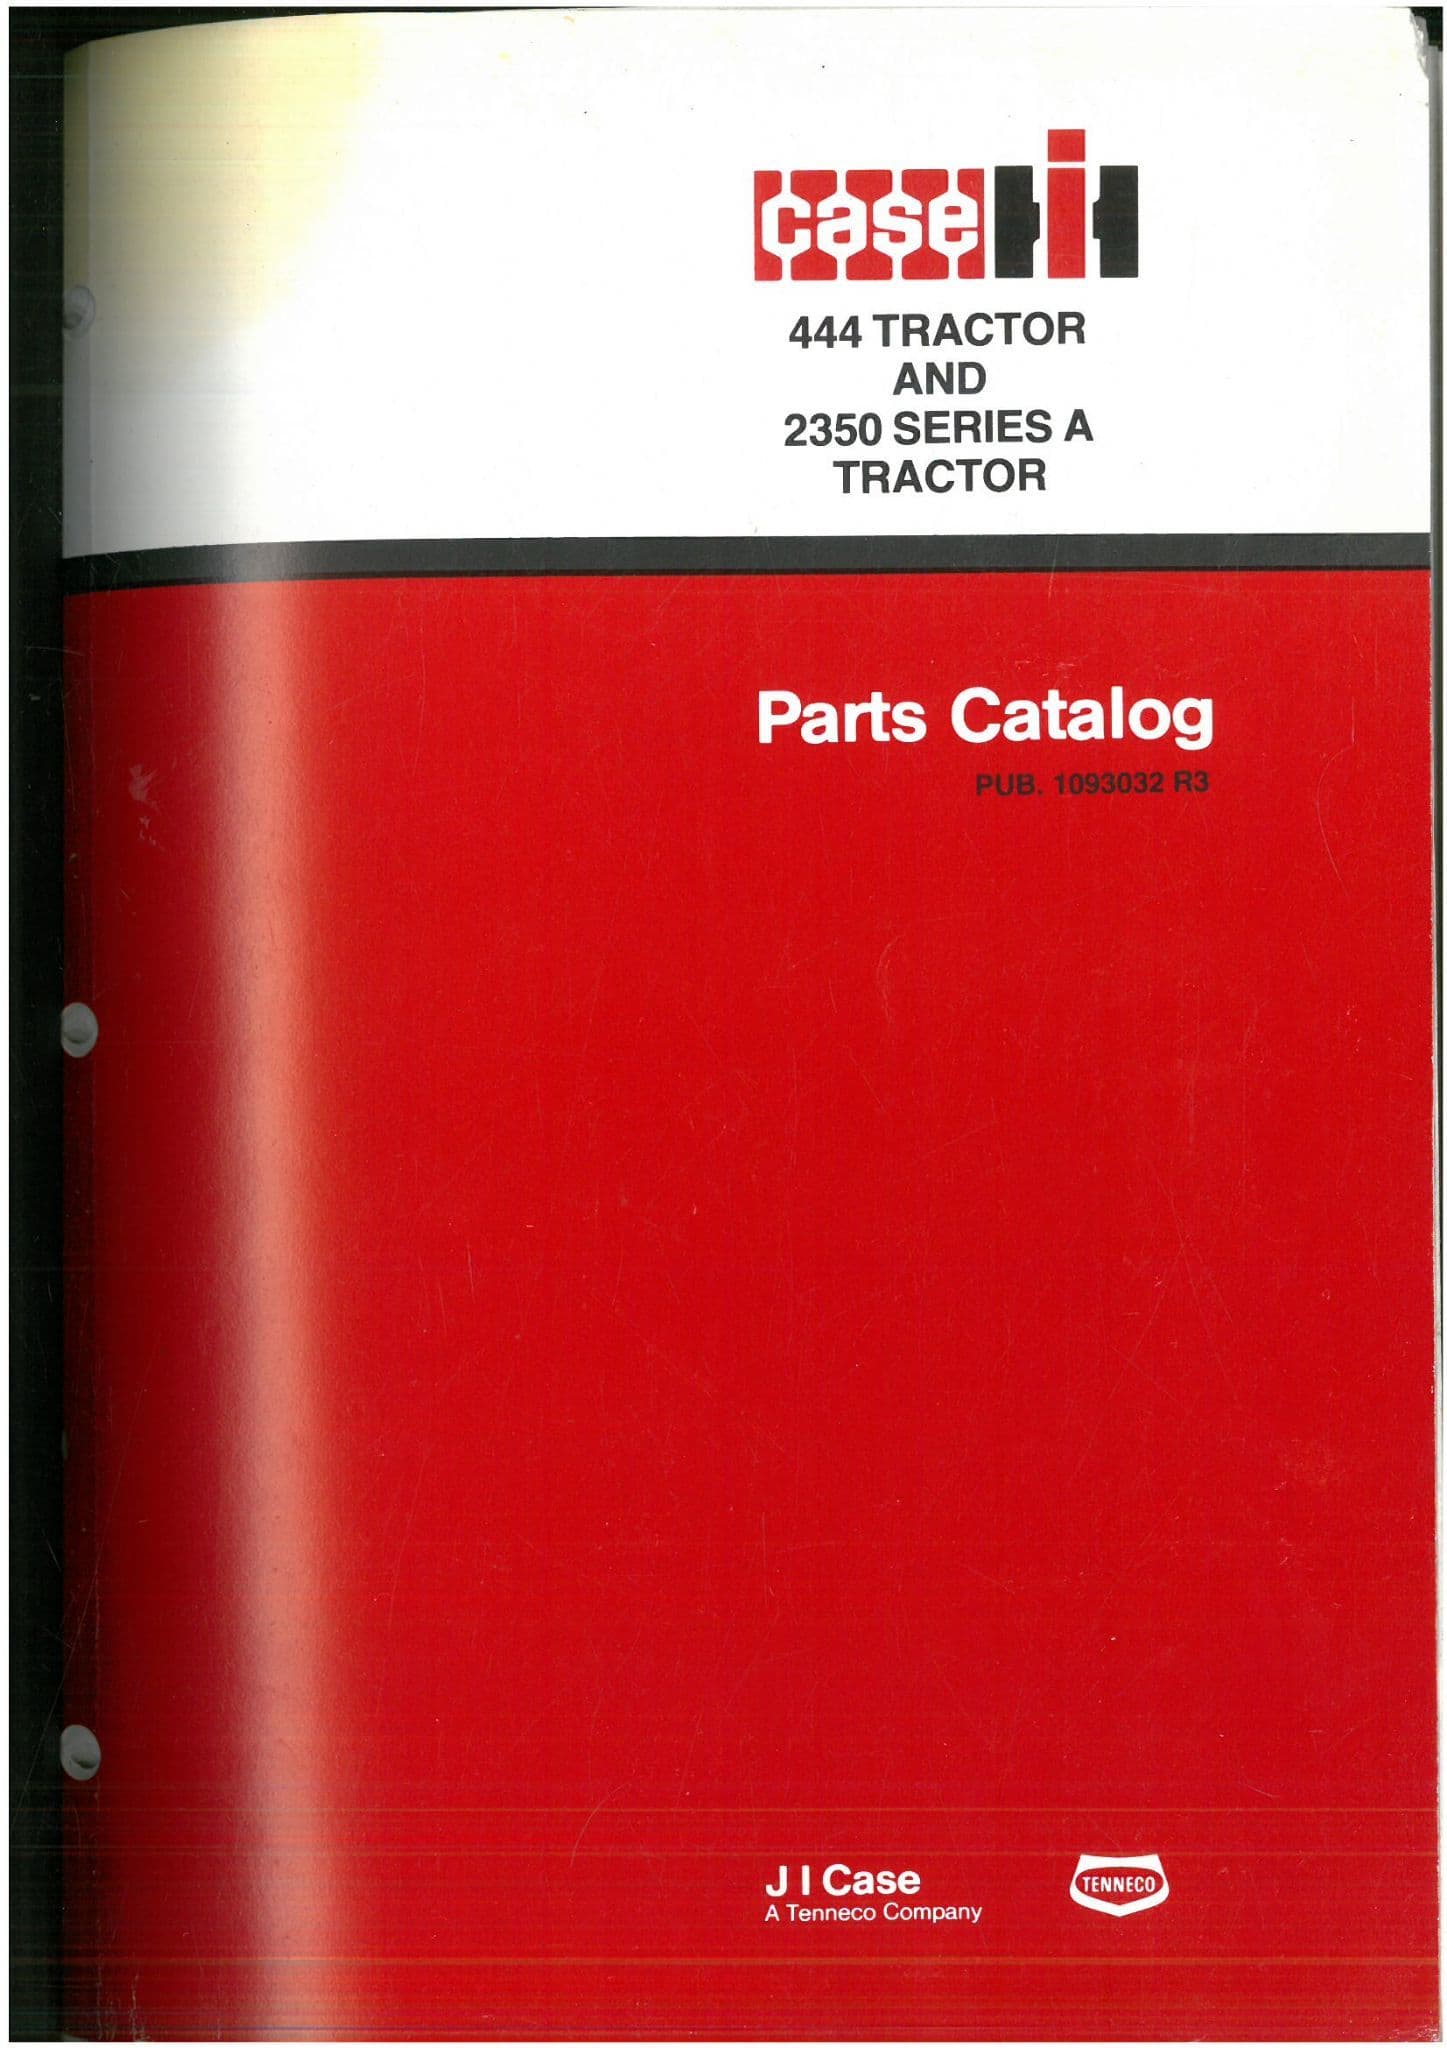 case IH
444 TRACTOR
AND
2350 SERIES A
TRACTOR
Parts Catalog
PUB. 1093032 R3
J I Case
A Tenneco Company
TENNECO